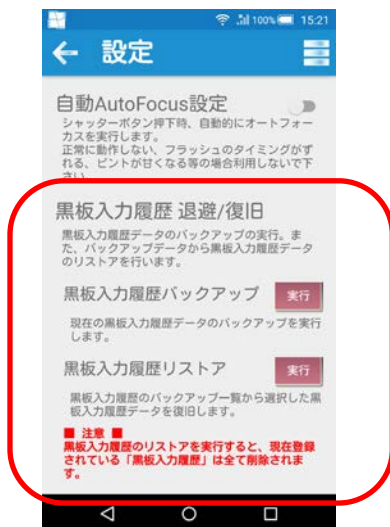 100% 15:21
設定
自動AutoFocus設定
シャッターボタン押下時、自動的にオートフォー
カスを実行します。
正常に動作しない、フラッシュのタイミングがず
れる、ピントが甘くなる等の場合利用しないで下
さい。
黒板入力履歴 退避/復旧
黒板入力履歴データのバックアップの実行。ま
た、バックアップデータから黒板入力履歴データ
のリストアを行います。
黒板入力履歴バックアップ 実行
現在の黒板入力履歴データのバックアップを実行
します。
黒板入力履歴リストア 実行
黒板入力履歴のバックアップ一覧から選択した黒
板入力履歴データを復旧します。
■ 注意 ■
黒板入力履歴のリストアを実行すると、現在登録
されている「黒板入力履歴」は全て削除されま
す。